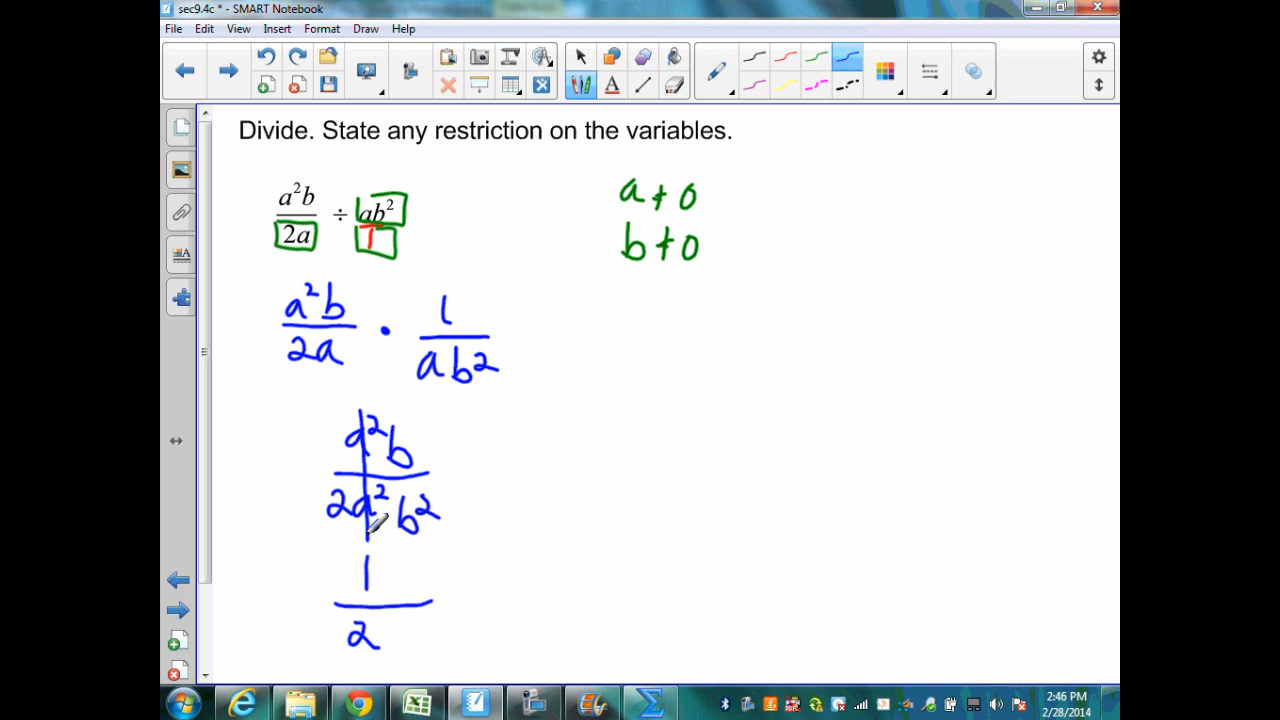 sec9.4c * - SMART Notebook
File Edit View Insert Format Draw Help
Divide. State any restriction on the variables.
a²b / 2a ÷ ab² / 1
a ≠ 0
b ≠ 0
a²b / 2a · 1 / ab²
a²b / 2a²b²
1 / 2
2:46 PM
2/28/2014